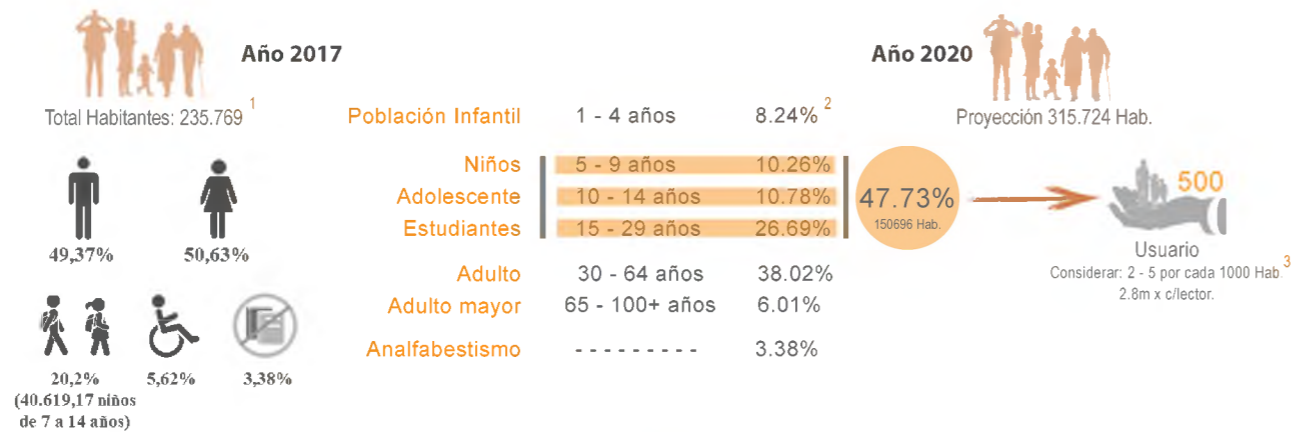 Año 2017
Total Habitantes: 235.769 1
49,37% 50,63%
20,2% 5,62% 3,38%
(40.619,17 niños
de 7 a 14 años)
Población Infantil 1 - 4 años 8.24% 2
Niños 5 - 9 años 10.26%
Adolescente 10 - 14 años 10.78%
Estudiantes 15 - 29 años 26.69%
Adulto 30 - 64 años 38.02%
Adulto mayor 65 - 100+ años 6.01%
Analfabestismo - - - - - - - - - 3.38%
47.73%
150696 Hab.
Año 2020
Proyección 315.724 Hab.
500
Usuario
Considerar: 2 - 5 por cada 1000 Hab. 3
2.8m x c/lector.